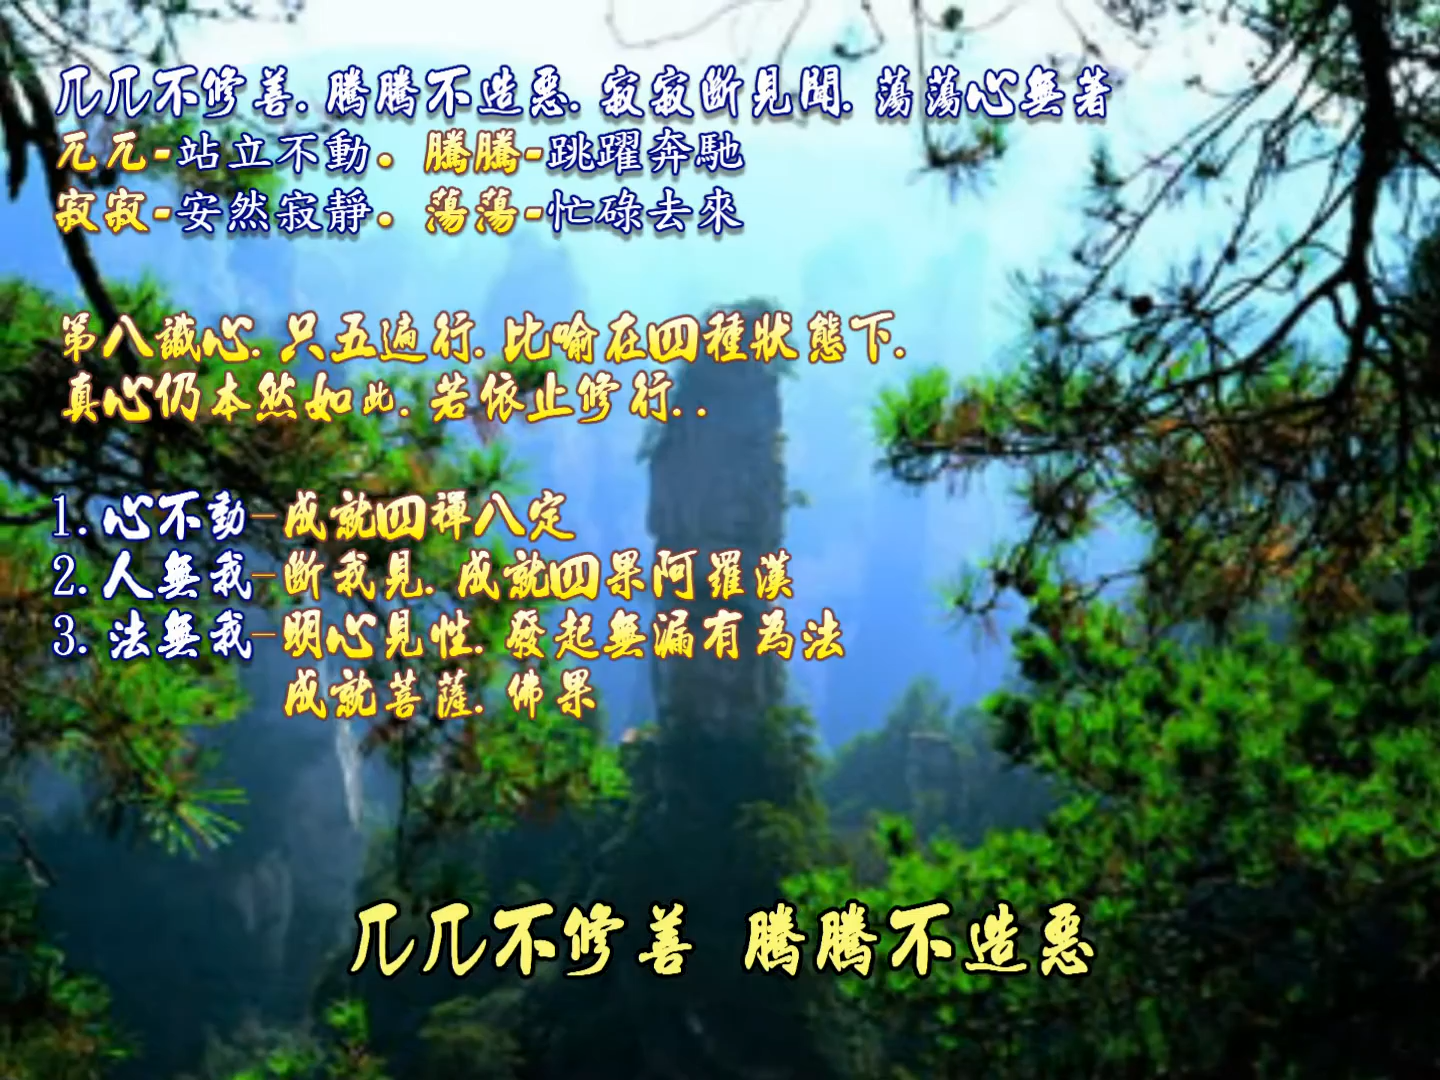 兀兀不修善.騰騰不造惡.寂寂斷見聞.蕩蕩心無著
兀兀-站立不動。騰騰-跳躍奔馳
寂寂-安然寂靜。蕩蕩-忙碌去來
第八識心.只五遍行.比喻在四種狀態下.
真心仍本然如此.若依止修行..
1.心不動-成就四禪八定
2.人無我-斷我見.成就四果阿羅漢
3.法無我-明心見性.發起無漏有為法
成就菩薩.佛果
兀兀不修善 騰騰不造惡